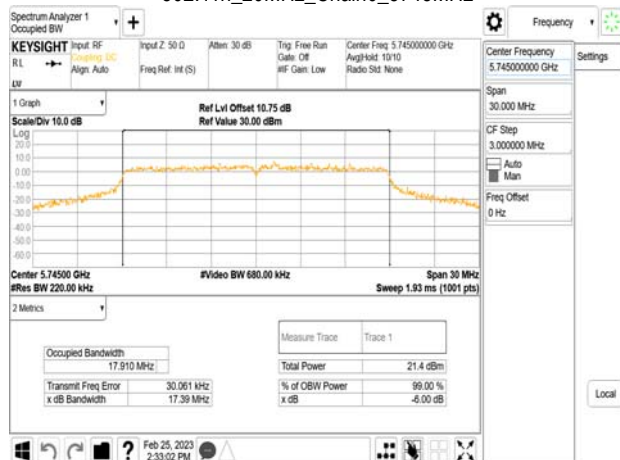 Spectrum Analyzer 1
Occupied BW
+
Frequency
KEYSIGHT
Input: RF
Coupling: DC
Align: Auto
Input Z: 50 Ω
Freq Ref: Int (S)
Atten: 30 dB
Trig: Free Run
Gate: Off
#IF Gain: Low
Center Freq: 5.745000000 GHz
Avg|Hold: 10/10
Radio Std: None
RL
Center Frequency
5.745000000 GHz
Settings
Span
30.000 MHz
CF Step
3.000000 MHz
Auto
Man
Freq Offset
0 Hz
Local
1 Graph
Scale/Div 10.0 dB
Ref Lvl Offset 10.75 dB
Ref Value 30.00 dBm
Log
20.0
10.0
0.00
-10.0
-20.0
-30.0
-40.0
-50.0
-60.0
Center 5.74500 GHz
#Video BW 680.00 kHz
Span 30 MHz
#Res BW 220.00 kHz
Sweep 1.93 ms (1001 pts)
2 Metrics
Measure Trace
Trace 1
Occupied Bandwidth
17.910 MHz
Total Power
21.4 dBm
Transmit Freq Error
30.061 kHz
% of OBW Power
99.00 %
x dB Bandwidth
17.39 MHz
x dB
-6.00 dB
?
Feb 25, 2023
2:33:02 PM